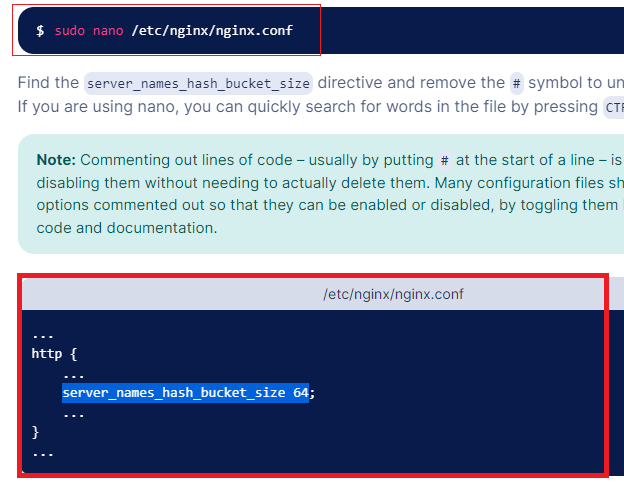 $ sudo nano /etc/nginx/nginx.conf
Find the server_names_hash_bucket_size directive and remove the # symbol to un
If you are using nano, you can quickly search for words in the file by pressing CTR
Note: Commenting out lines of code – usually by putting # at the start of a line – is
disabling them without needing to actually delete them. Many configuration files sh
options commented out so that they can be enabled or disabled, by toggling them
code and documentation.
/etc/nginx/nginx.conf
...
http {
...
server_names_hash_bucket_size 64;
...
}
...